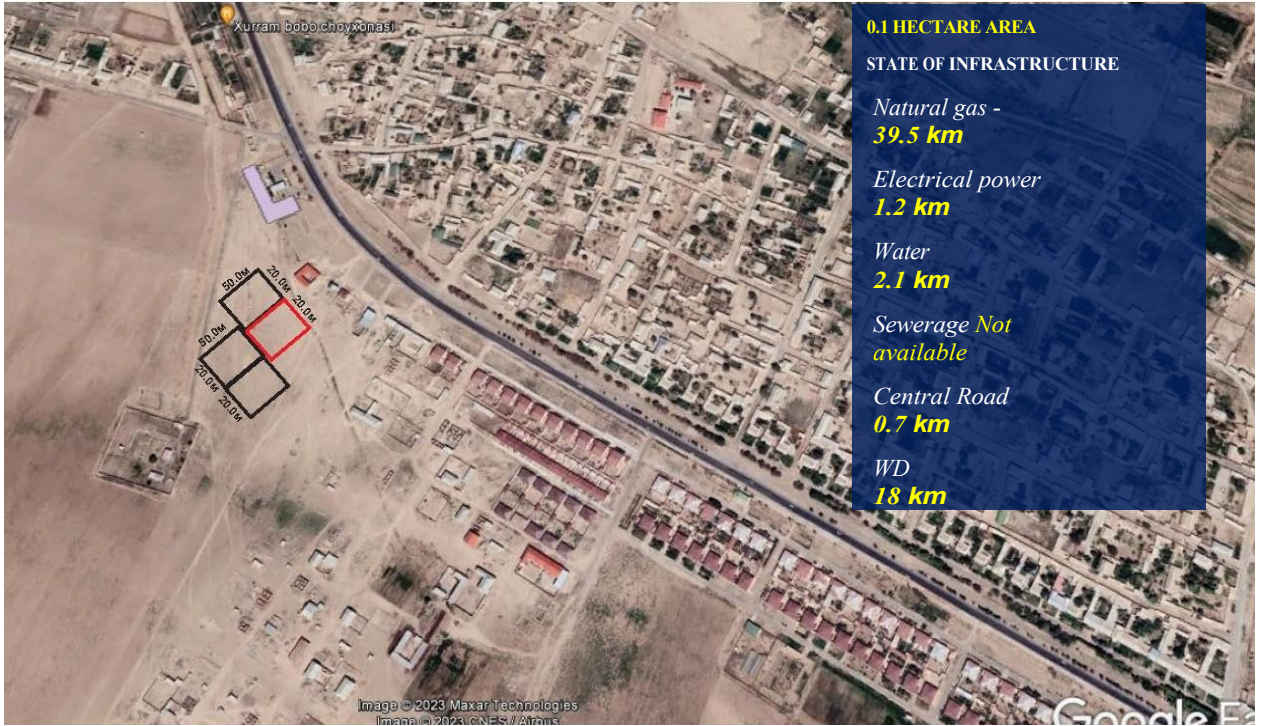 Xurram bobo choyxonasi
0.1 HECTARE AREA
STATE OF INFRASTRUCTURE
Natural gas -
39.5 km
Electrical power
1.2 km
Water
2.1 km
Sewerage Not
available
Central Road
0.7 km
WD
18 km
50.0м
20.0м
20.0м
50.0м
20.0м
20.0м
Image © 2023 Maxar Technologies
Image © 2023 CNES / Airbus
Google Ea